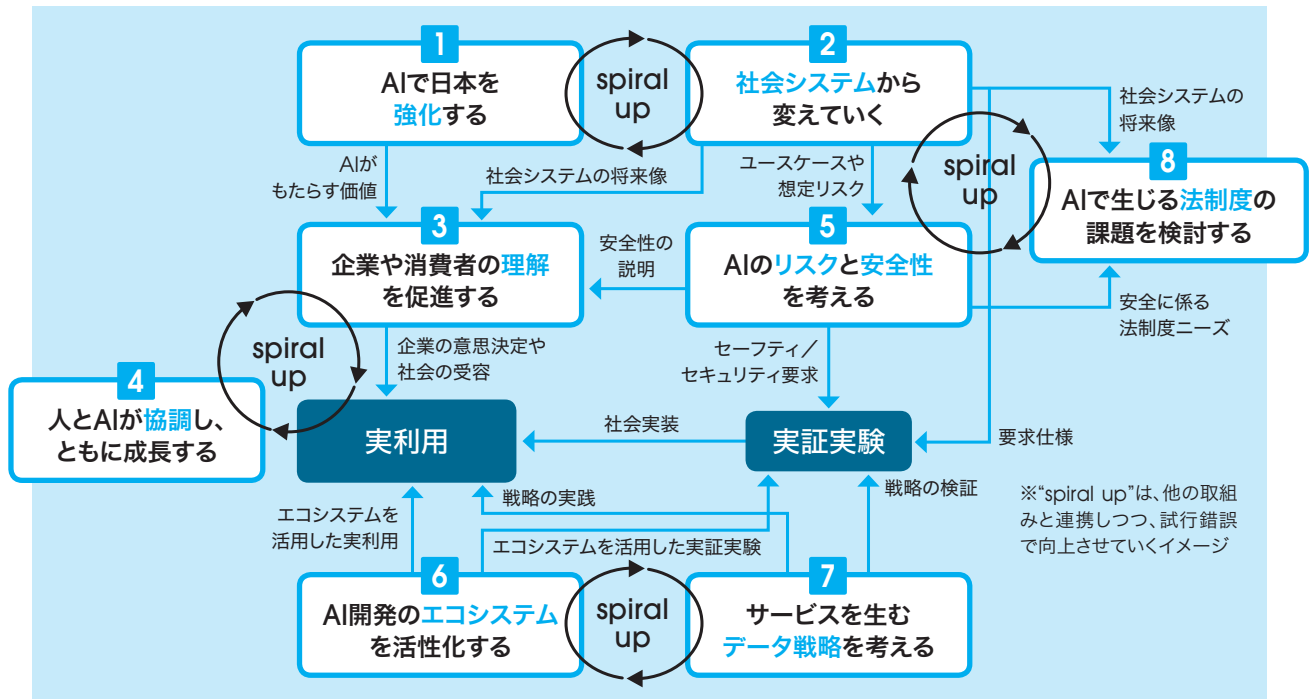 1
AIで日本を
強化する
spiral
up
2
社会システムから
変えていく
社会システムの
将来像
AIが
もたらす価値
社会システムの将来像
ユースケースや
想定リスク
spiral
up
8
AIで生じる法制度の
課題を検討する
3
企業や消費者の理解
を促進する
安全性の
説明
5
AIのリスクと安全性
を考える
安全に係る
法制度ニーズ
spiral
up
企業の意思決定や
社会の受容
セーフティ／
セキュリティ要求
4
人とAIが協調し、
ともに成長する
実利用
社会実装
実証実験
要求仕様
エコシステムを
活用した実利用
戦略の実践
エコシステムを活用した実証実験
戦略の検証
※“spiral up”は、他の取組
みと連携しつつ、試行錯誤
で向上させていくイメージ
6
AI開発のエコシステム
を活性化する
spiral
up
7
サービスを生む
データ戦略を考える